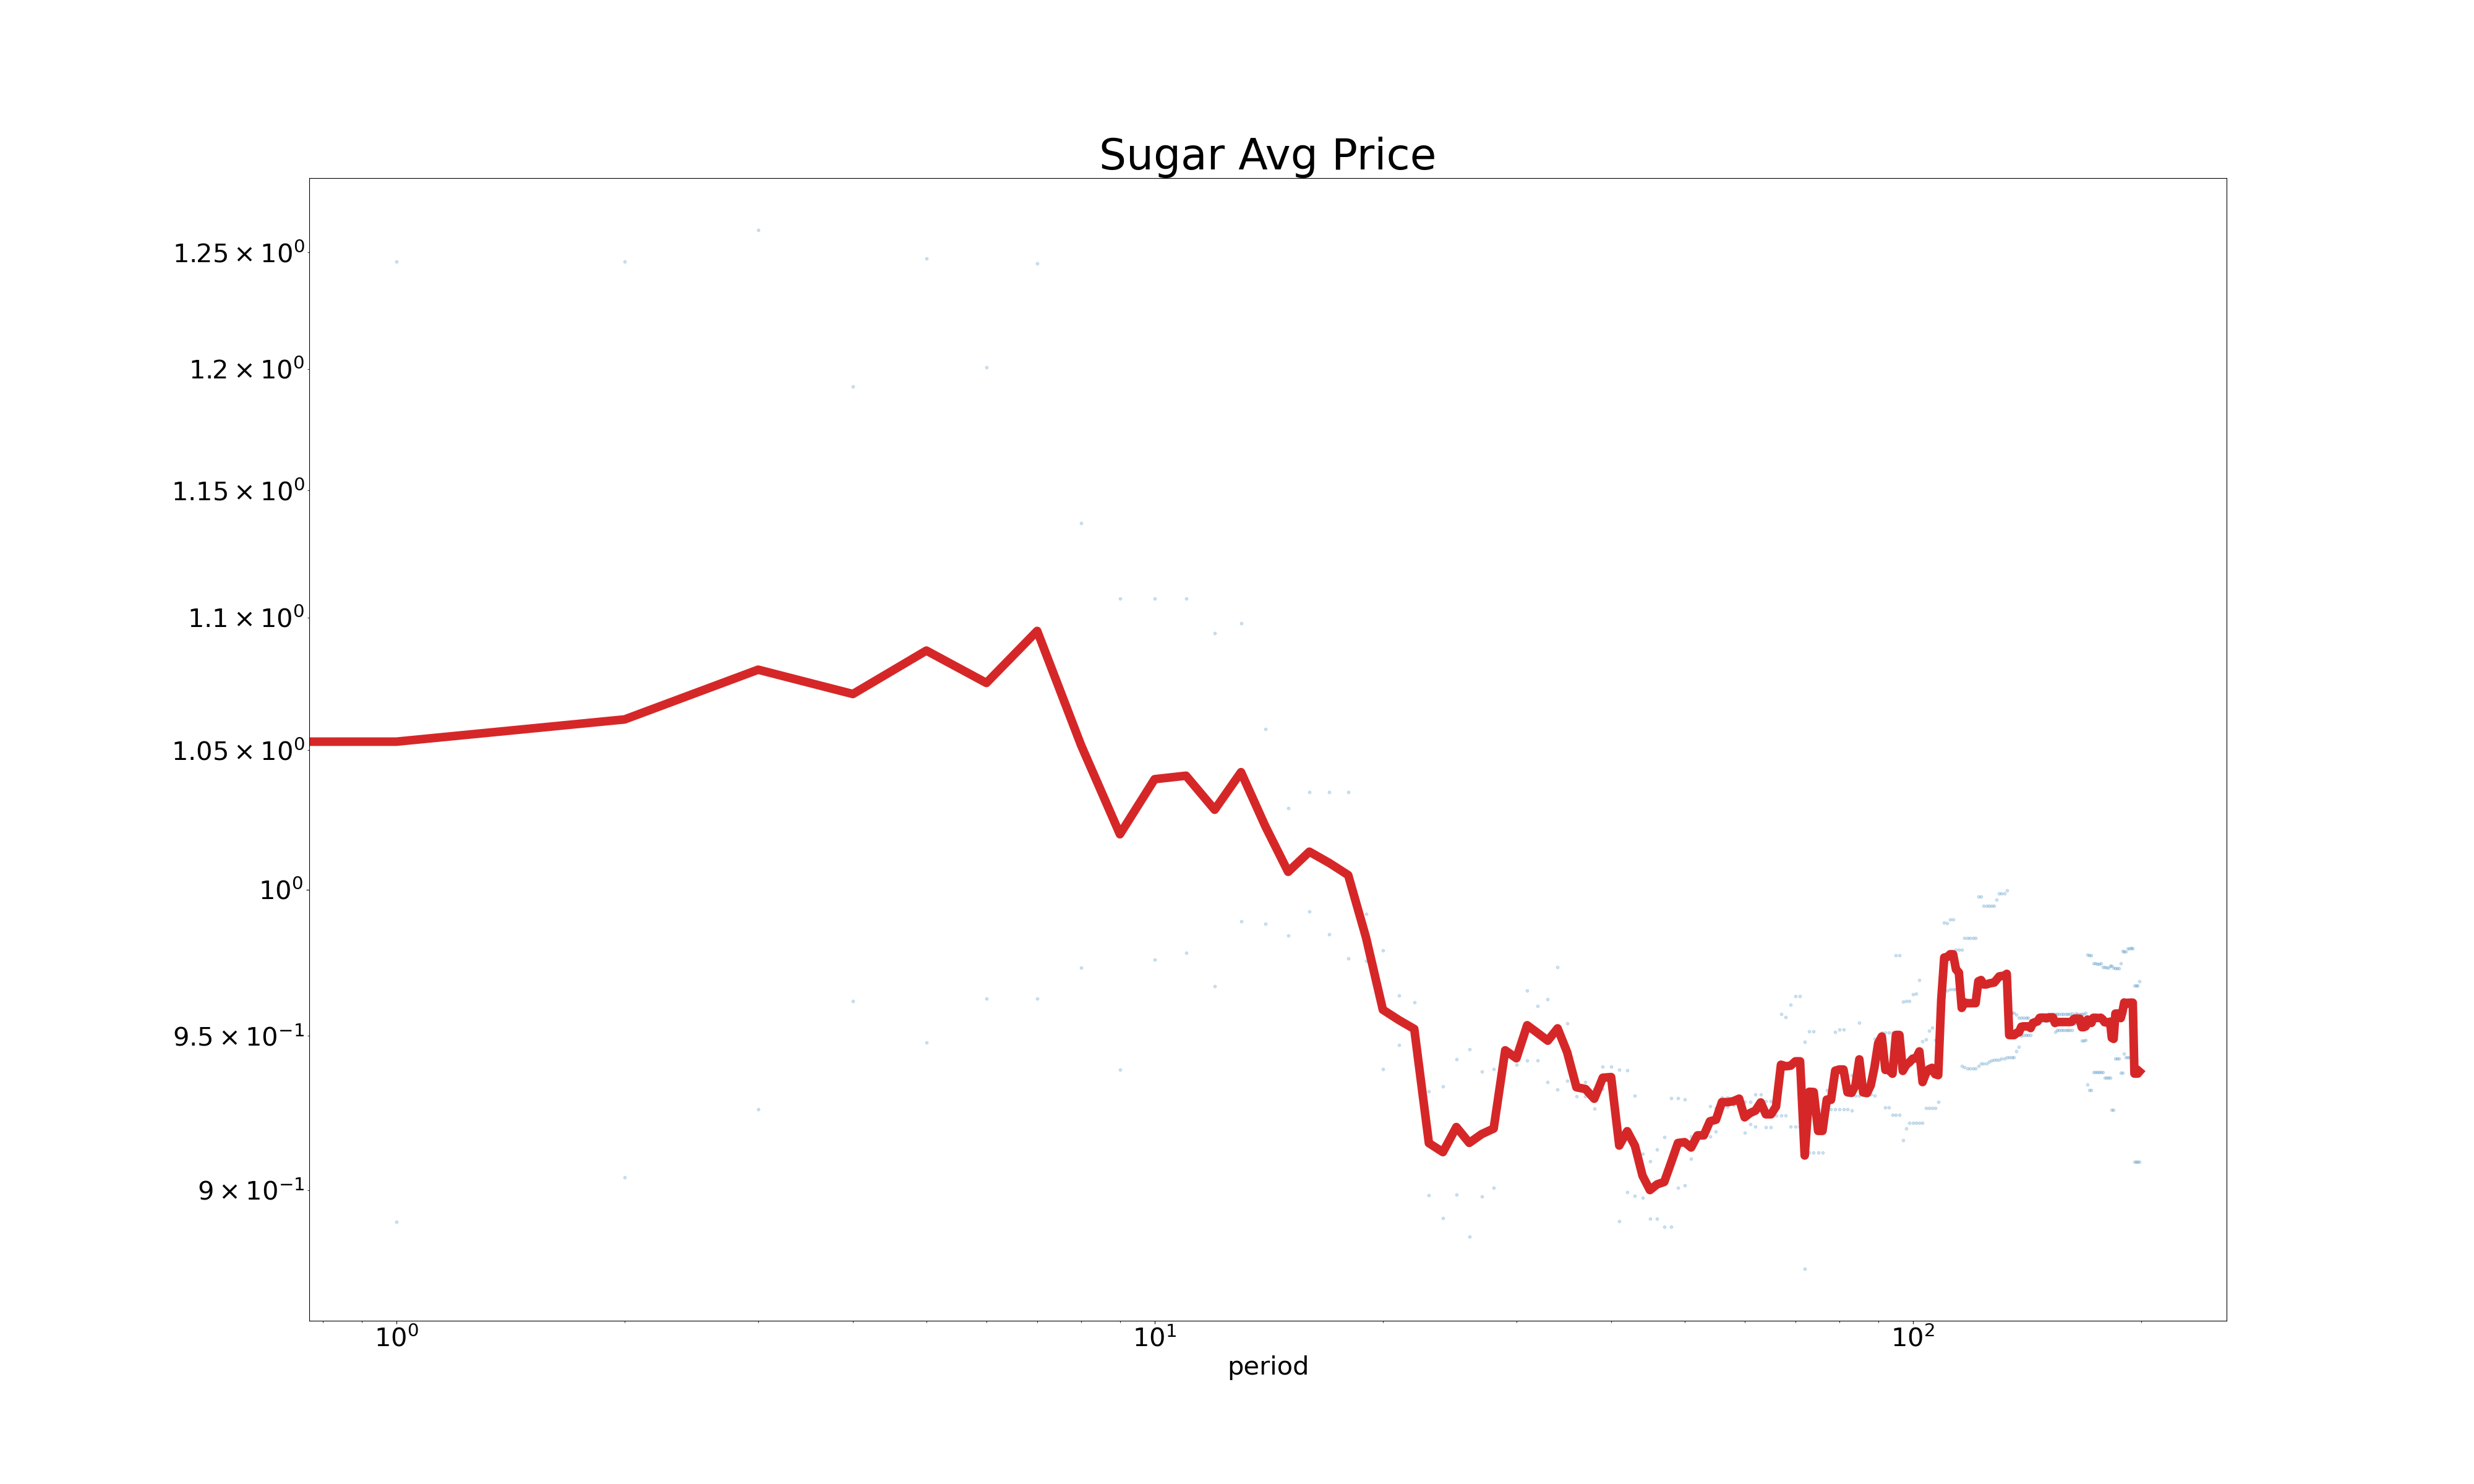 Sugar Avg Price
1.25 × 10⁰
1.2 × 10⁰
1.15 × 10⁰
1.1 × 10⁰
1.05 × 10⁰
10⁰
9.5 × 10⁻¹
9 × 10⁻¹
10⁰ 10¹ 10²
period